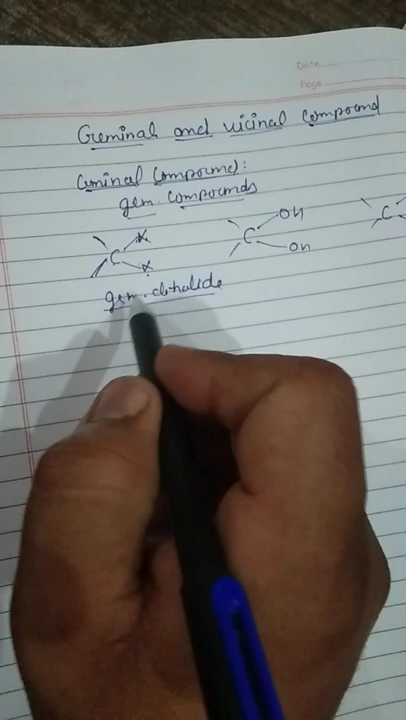 Date
Page
Geminal and vicinal compound
Geminal Compound:
gem compounds
X OH
C C C
X OH
gem-dihalide